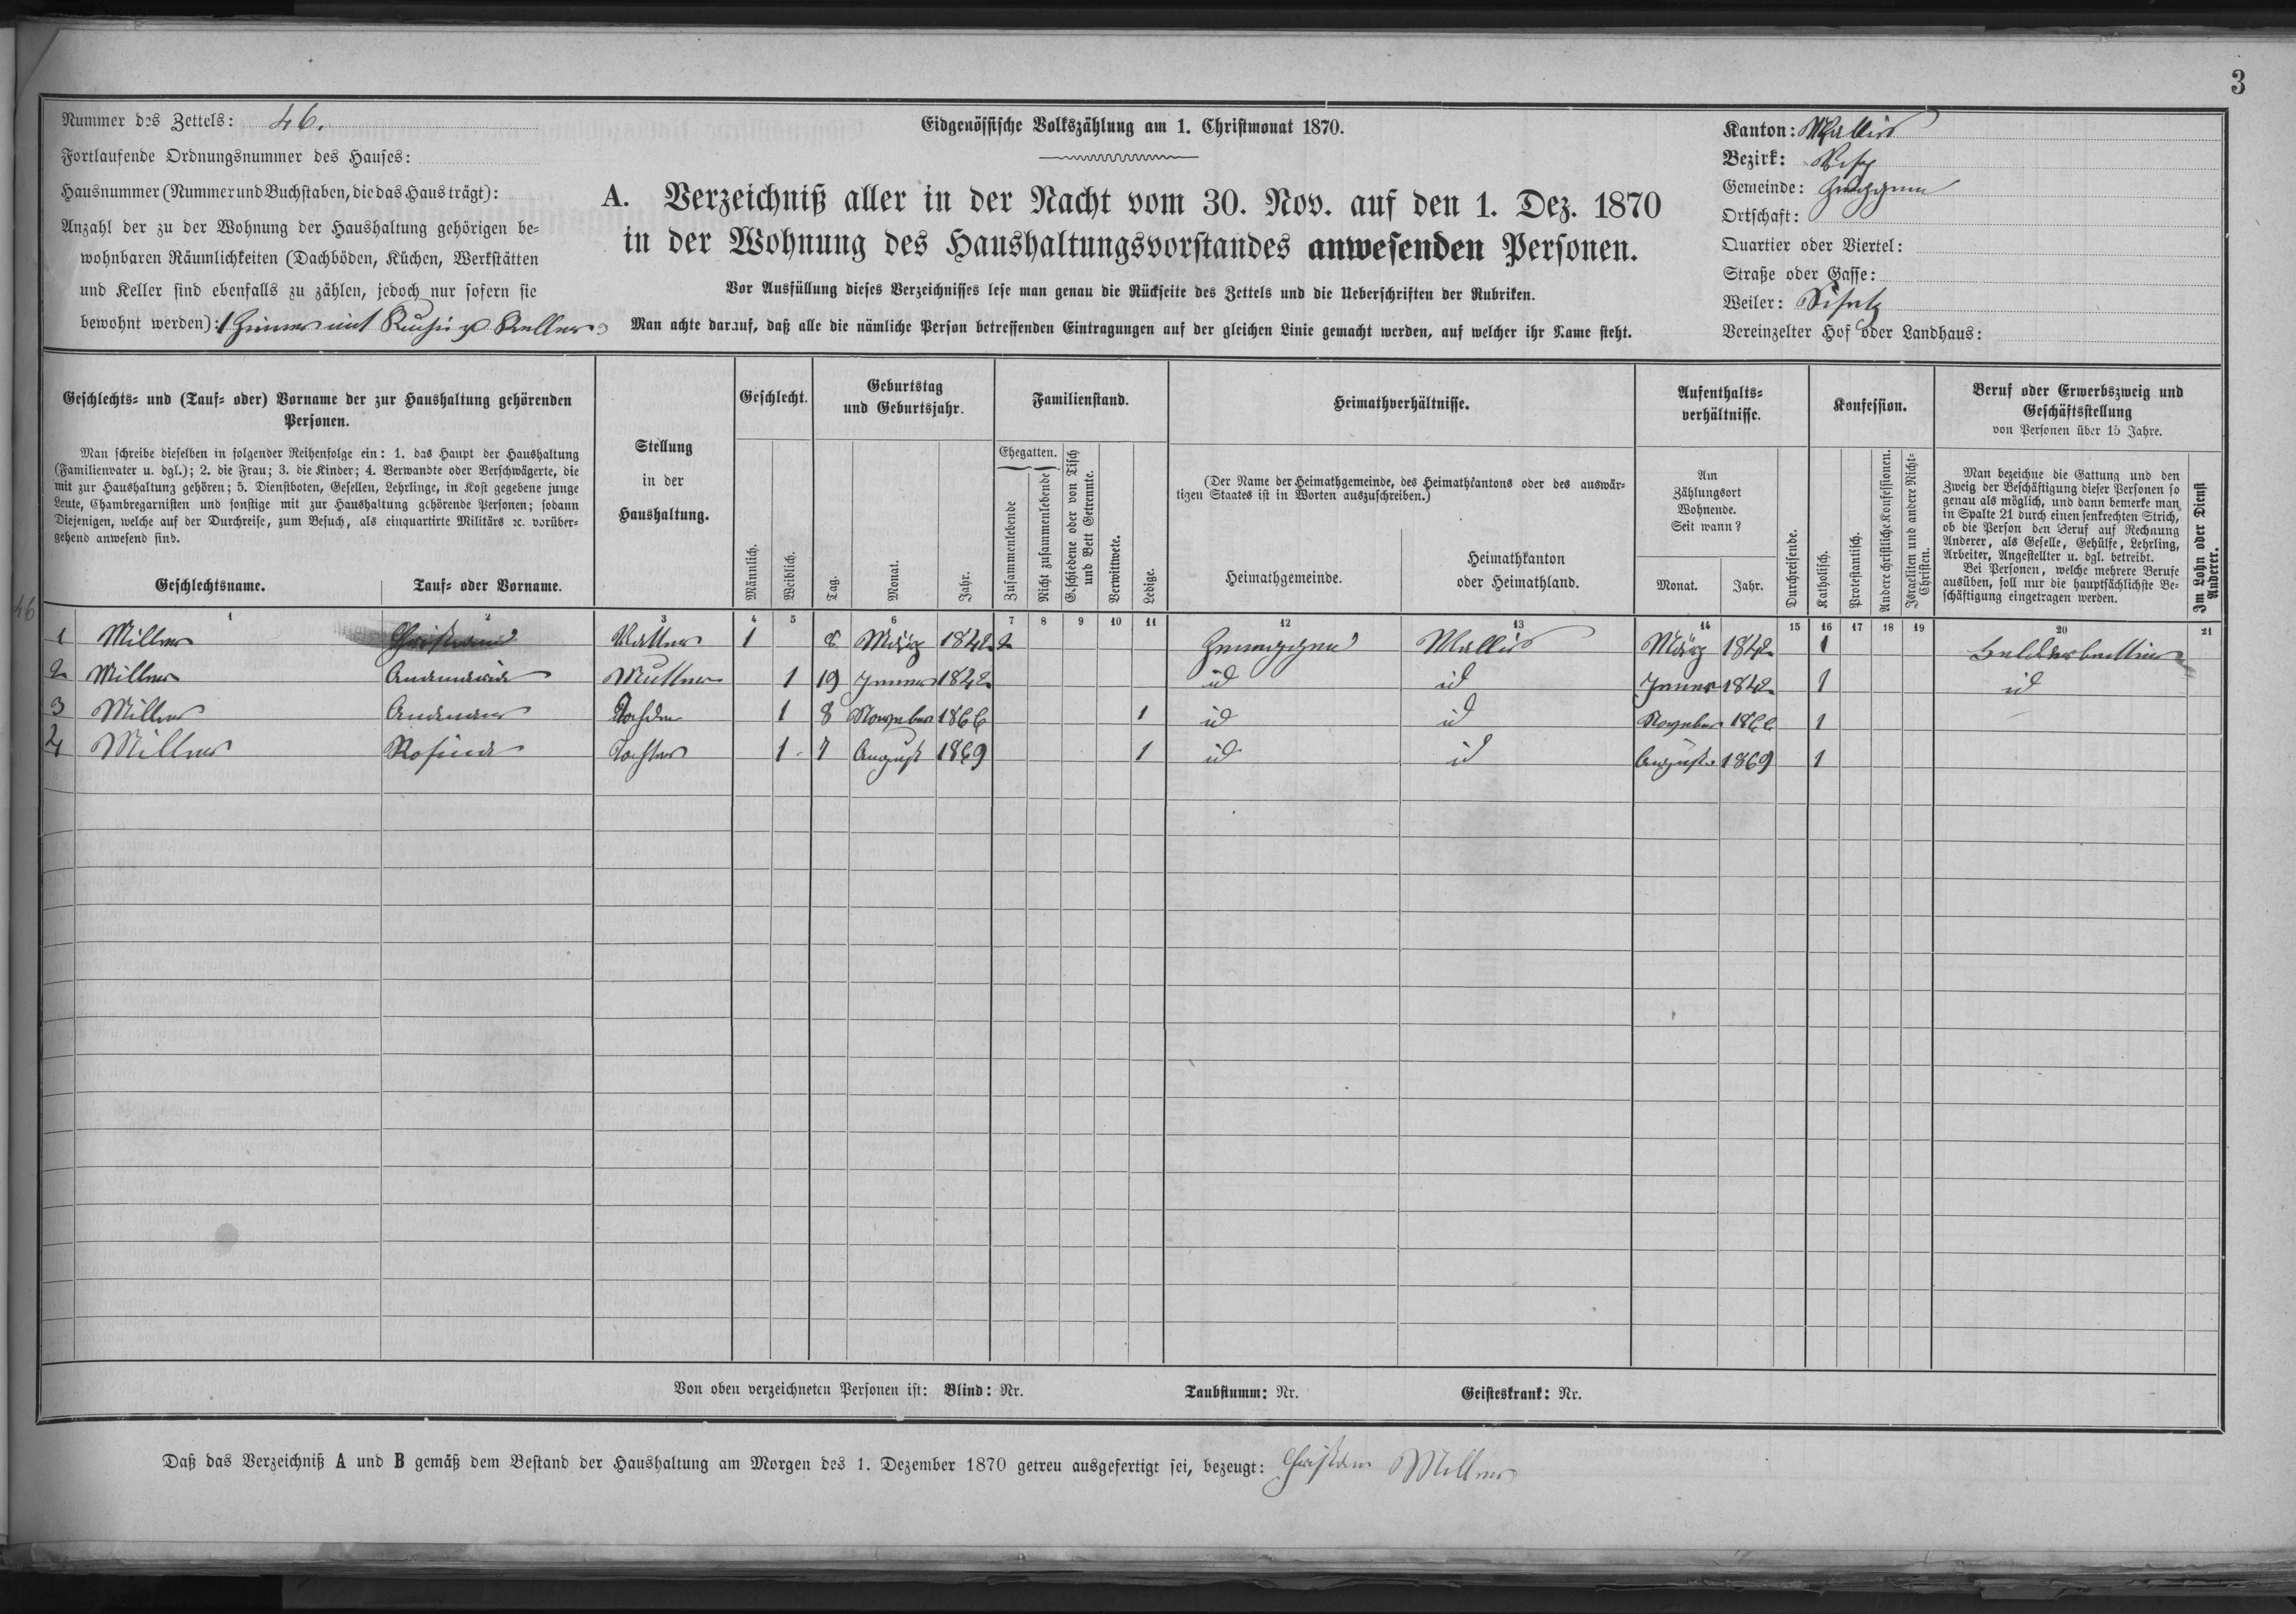 3
Nummer des Zettels: 46.
Fortlaufende Ordnungsnummer des Hauses:
Hausnummer (Nummer und Buchstaben, die das Haus trägt):
Anzahl der zu der Wohnung der Haushaltung gehörigen be-
wohnbaren Räumlichkeiten (Dachböden, Küchen, Werkstätten
und Keller sind ebenfalls zu zählen, jedoch nur sofern sie
bewohnt werden): 1 Zimmer mit
Eidgenössische Volkszählung am 1. Christmonat 1870.
A. Verzeichniß aller in der Nacht vom 30. Nov. auf den 1. Dez. 1870
in der Wohnung des Haushaltungsvorstandes anwesenden Personen.
Vor Ausfüllung dieses Verzeichnisses lese man genau die Rückseite des Zettels und die Ueberschriften der Rubriken.
Man achte darauf, daß alle die nämliche Person betreffenden Eintragungen auf der gleichen Linie gemacht werden, auf welcher ihr Name steht.
Kanton: Wallis
Bezirk: Visp
Gemeinde:
Ortschaft:
Quartier oder Viertel:
Straße oder Gasse:
Weiler:
Vereinzelter Hof oder Landhaus:
Geschlechts- und (Tauf- oder) Vorname der zur Haushaltung gehörenden
Personen.
Man schreibe dieselben in folgender Reihenfolge ein: 1. das Haupt der Haushaltung
(Familienvater u. dgl.); 2. die Frau; 3. die Kinder; 4. Verwandte oder Verschwägerte, die
mit zur Haushaltung gehören; 5. Dienstboten, Gesellen, Lehrlinge, in Kost gegebene junge
Leute, Chambregarnisten und sonstige mit zur Haushaltung gehörende Personen; sodann
Diejenigen, welche auf der Durchreise, zum Besuch, als einquartirte Militärs ꝛc. vorüber-
gehend anwesend sind.
Geschlechtsname. Tauf- oder Vorname.
Stellung
in der
Haushaltung.
Geschlecht.
Männlich.
Weiblich.
Geburtstag
und Geburtsjahr.
Tag.
Monat.
Jahr.
Familienstand.
Ehegatten.
Zusammenlebende
Nicht zusammenlebende
Geschiedene oder von Tisch
und Bett Getrennte.
Verwittwete.
Ledige.
Heimathverhältnisse.
(Der Name der Heimathgemeinde, des Heimathkantons oder des auswär-
tigen Staates ist in Worten auszuschreiben.)
Heimathgemeinde.
Heimathkanton
oder Heimathland.
Aufenthalts-
verhältnisse.
Am
Zählungsort
Wohnende.
Seit wann?
Monat. Jahr.
Durchreisende.
Konfession.
Katholisch.
Protestantisch.
Andere christliche Konfessionen.
Israeliten und andere Nicht-
Christen.
Beruf oder Erwerbszweig und
Geschäftsstellung
von Personen über 15 Jahre.
Man bezeichne die Gattung und den
Zweig der Beschäftigung dieser Personen so
genau als möglich, und dann bemerke man
in Spalte 21 durch einen senkrechten Strich,
ob die Person den Beruf auf Rechnung
Anderer, als Geselle, Gehülfe, Lehrling,
Arbeiter, Angestellter u. dgl. betreibt.
Bei Personen, welche mehrere Berufe
ausüben, soll nur die hauptsächlichste Be-
schäftigung eingetragen werden.
Im Lohn oder Dienst
Anderer.
46
1 2 3 4 5 6 7 8 9 10 11 12 13 14 15 16 17 18 19 20 21
1 Millner Vatter 1 8 März 1842 2 Wallis März 1842 1
2 Millner Mutter 1 19 Jenner 1842 id id Jenner 1842 1 id
3 Millner 1 8 November 1866 1 id id November 1866 1
4 Millner Rosina Tochter 1 7 August 1869 1 id id August 1869 1
Von oben verzeichneten Personen ist: Blind: Nr. Taubstumm: Nr. Geisteskrank: Nr.
Daß das Verzeichniß A und B gemäß dem Bestand der Haushaltung am Morgen des 1. Dezember 1870 getreu ausgefertigt sei, bezeugt: Millner